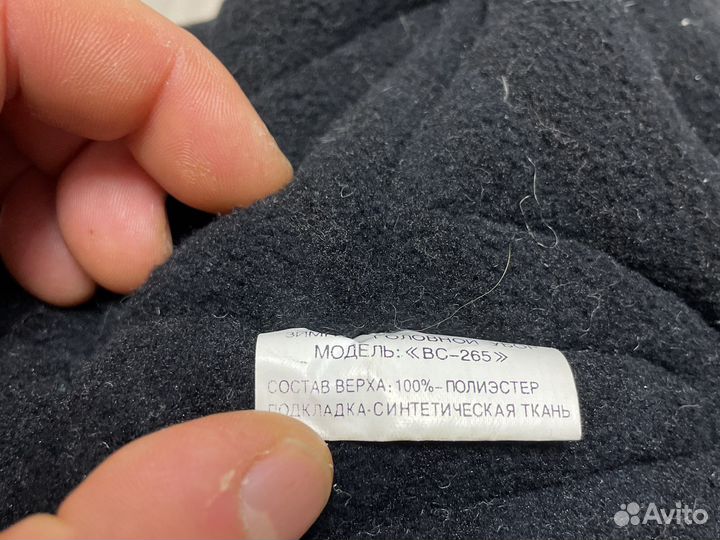 ГОЛОВНОЙ
МОДЕЛЬ: «ВС-265»
СОСТАВ ВЕРХА: 100%-ПОЛИЭСТЕР
ПОДКЛАДКА-СИНТЕТИЧЕСКАЯ ТКАНЬ
Avito